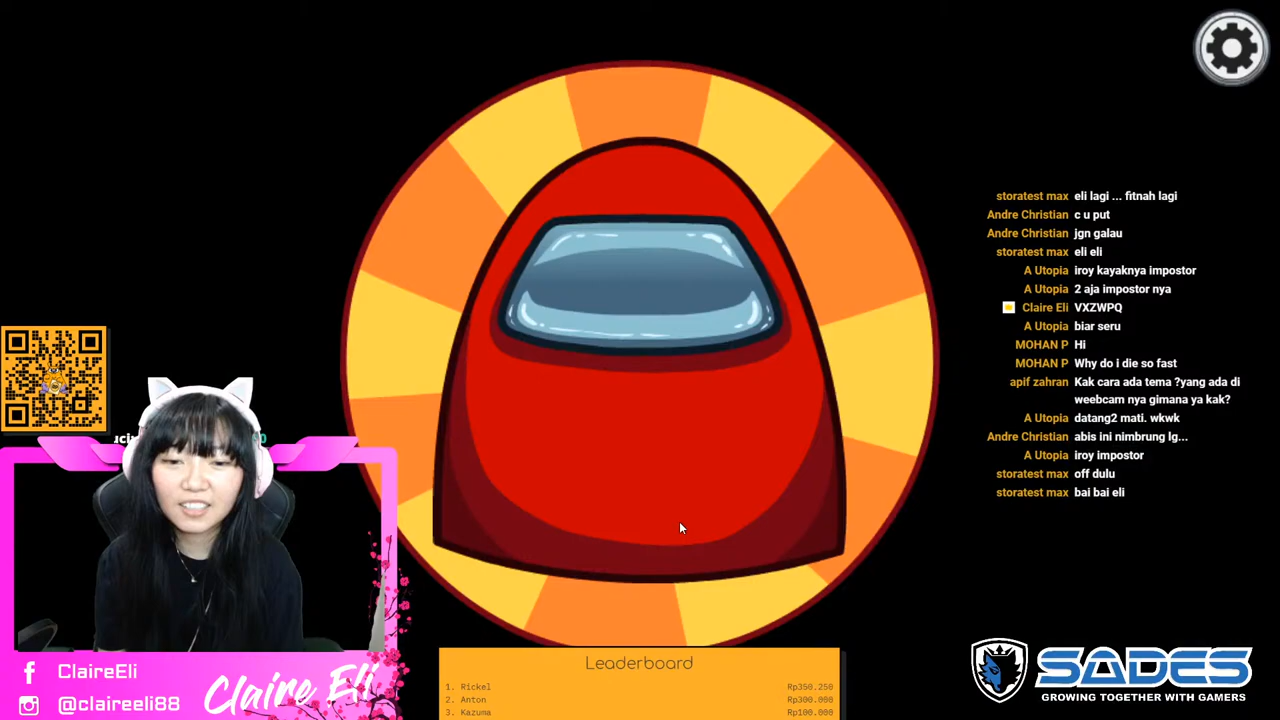 storatest max eli lagi ... fitnah lagi
Andre Christian c u put
Andre Christian jgn galau
storatest max eli eli
A Utopia iroy kayaknya impostor
A Utopia 2 aja impostor nya
Claire Eli VXZWPQ
A Utopia biar seru
MOHAN P Hi
MOHAN P Why do i die so fast
apif zahran Kak cara ada tema ?yang ada di
weebcam nya gimana ya kak?
A Utopia datang2 mati. wkwk
Andre Christian abis ini nimbrung lg...
A Utopia iroy impostor
storatest max off dulu
storatest max bai bai eli
ClaireEli
@claireeli88
Claire Eli
Leaderboard
1. Rickel Rp350.250
2. Anton Rp300.000
3. Kazuma Rp100.000
SADES
GROWING TOGETHER WITH GAMERS